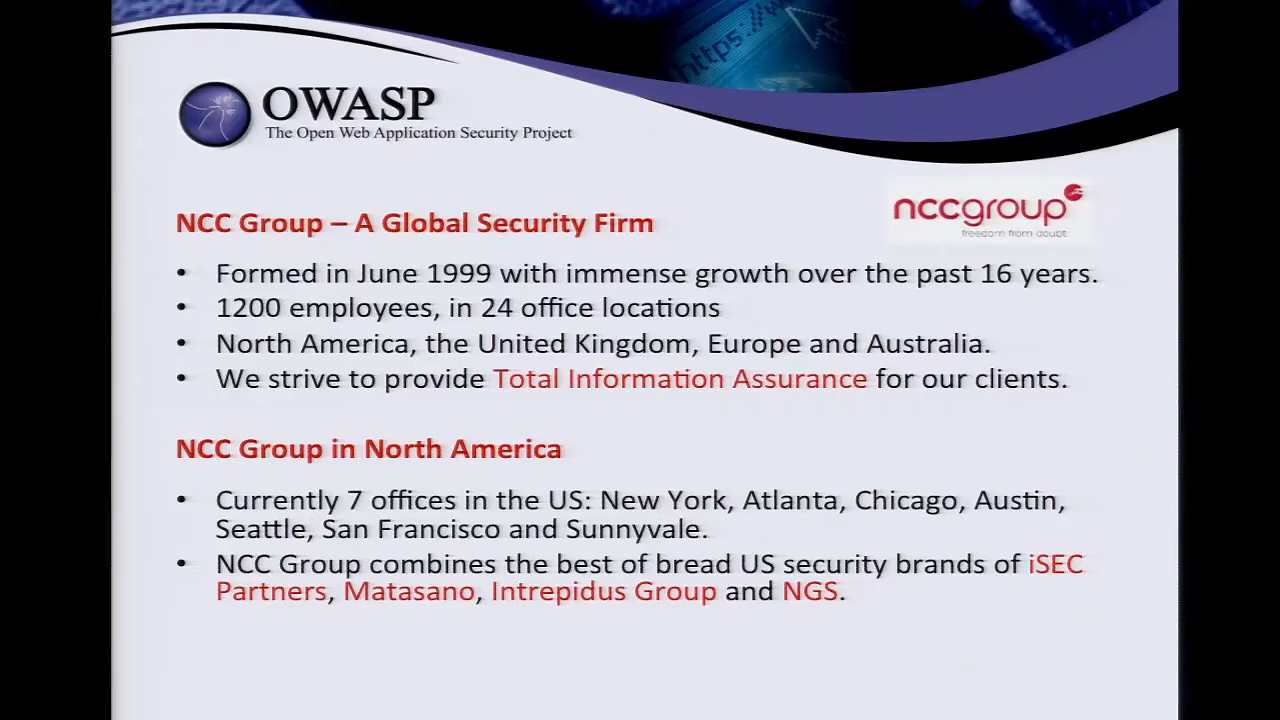 https://w
OWASP
The Open Web Application Security Project
nccgroup
freedom from doubt
NCC Group – A Global Security Firm
• Formed in June 1999 with immense growth over the past 16 years.
• 1200 employees, in 24 office locations
• North America, the United Kingdom, Europe and Australia.
• We strive to provide Total Information Assurance for our clients.
NCC Group in North America
• Currently 7 offices in the US: New York, Atlanta, Chicago, Austin,
Seattle, San Francisco and Sunnyvale.
• NCC Group combines the best of bread US security brands of iSEC
Partners, Matasano, Intrepidus Group and NGS.